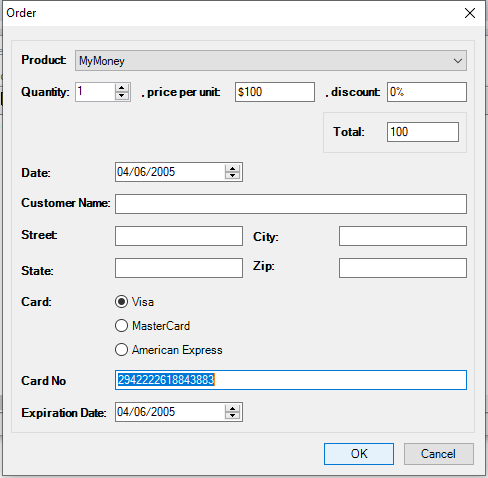 Order
Product: MyMoney
Quantity: 1 , price per unit: $100 , discount: 0%
Total: 100
Date: 04/06/2005
Customer Name:
Street: City:
State: Zip:
Card: Visa
MasterCard
American Express
Card No 2942222618843883
Expiration Date: 04/06/2005
OK Cancel